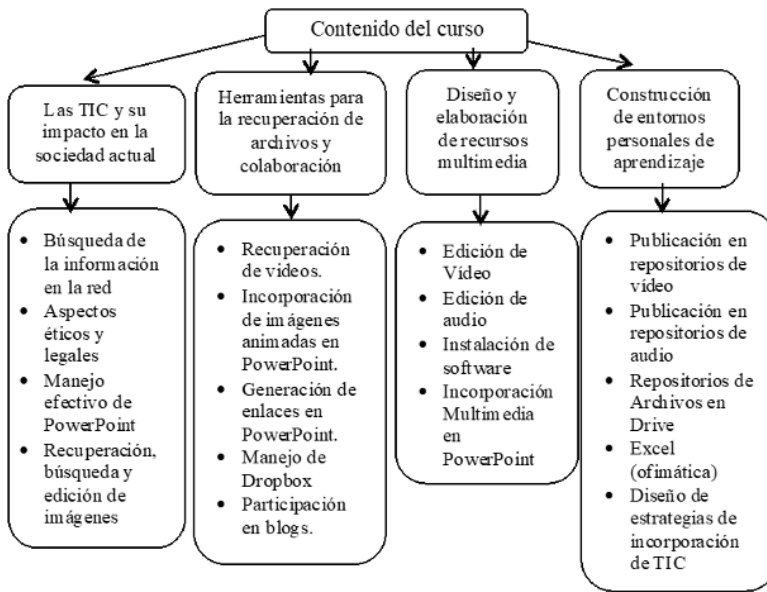 Contenido del curso
Las TIC y su
impacto en la
sociedad actual
Herramientas para
la recuperación de
archivos y
colaboración
Diseño y
elaboración
de recursos
multimedia
Construcción
de entornos
personales de
aprendizaje
• Búsqueda de
la información
en la red
• Aspectos
éticos y
legales
• Manejo
efectivo de
PowerPoint
• Recuperación,
búsqueda y
edición de
imágenes
• Recuperación
de videos.
• Incorporación
de imágenes
animadas en
PowerPoint.
• Generación de
enlaces en
PowerPoint.
• Manejo de
Dropbox
• Participación
en blogs.
• Edición de
Vídeo
• Edición de
audio
• Instalación de
software
• Incorporación
Multimedia en
PowerPoint
• Publicación en
repositorios de
vídeo
• Publicación en
repositorios de
audio
• Repositorios de
Archivos en
Drive
• Excel
(ofimática)
• Diseño de
estrategias de
incorporación
de TIC